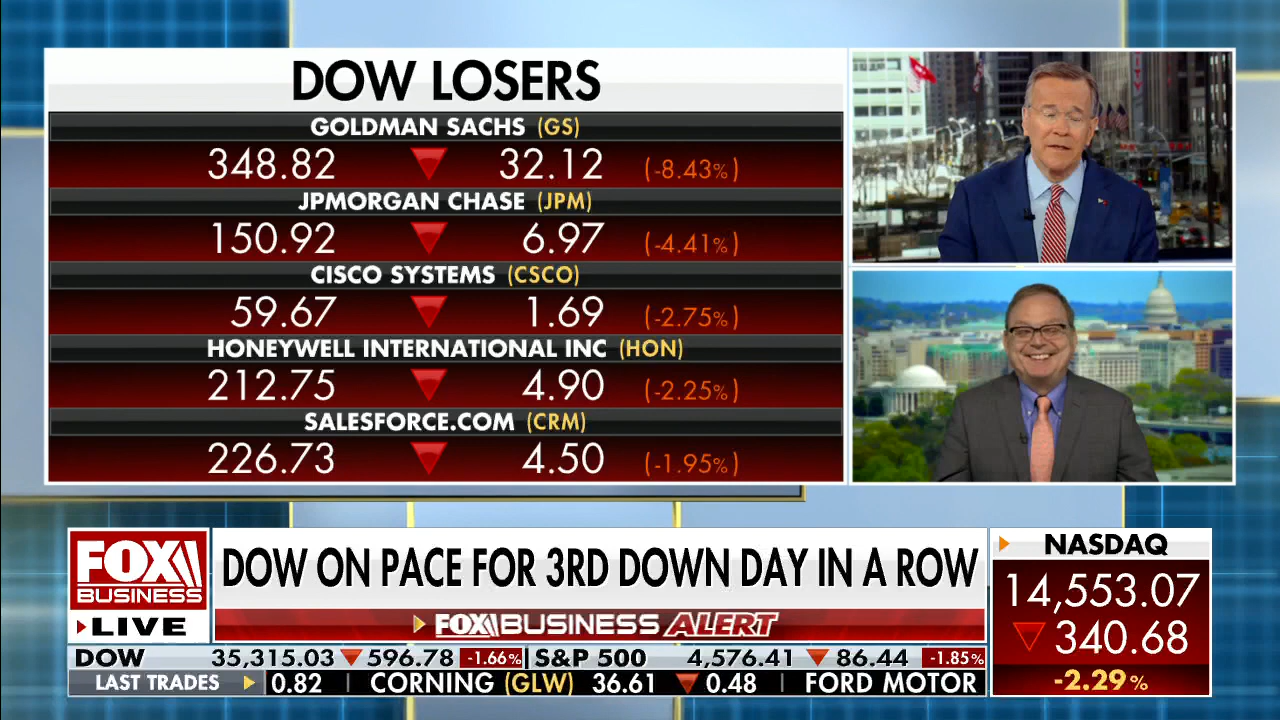 DOW LOSERS
GOLDMAN SACHS (GS)
348.82 ▼ 32.12 (-8.43%)
JPMORGAN CHASE (JPM)
150.92 ▼ 6.97 (-4.41%)
CISCO SYSTEMS (CSCO)
59.67 ▼ 1.69 (-2.75%)
HONEYWELL INTERNATIONAL INC (HON)
212.75 ▼ 4.90 (-2.25%)
SALESFORCE.COM (CRM)
226.73 ▼ 4.50 (-1.95%)
FOX BUSINESS
LIVE
DOW ON PACE FOR 3RD DOWN DAY IN A ROW
FOX BUSINESS ALERT
NASDAQ
14,553.07
▼ 340.68
-2.29%
DOW 35,315.03 ▼ 596.78 -1.66% S&P 500 4,576.41 ▼ 86.44 -1.85%
LAST TRADES 0.82 | CORNING (GLW) 36.61 ▼ 0.48 | FORD MOTOR